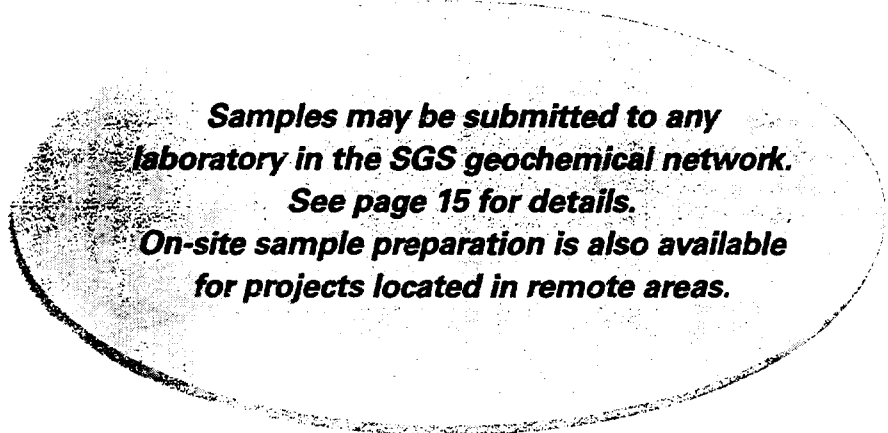 Samples may be submitted to any
laboratory in the SGS geochemical network.
See page 15 for details.
On-site sample preparation is also available
for projects located in remote areas.